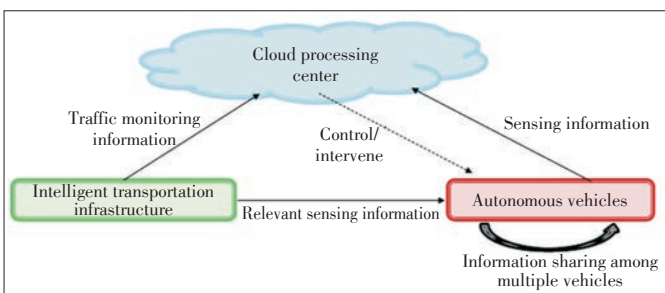 Cloud processing
center
Traffic monitoring
information
Control/
intervene
Sensing information
Intelligent transportation
infrastructure
Relevant sensing information
Autonomous vehicles
Information sharing among
multiple vehicles